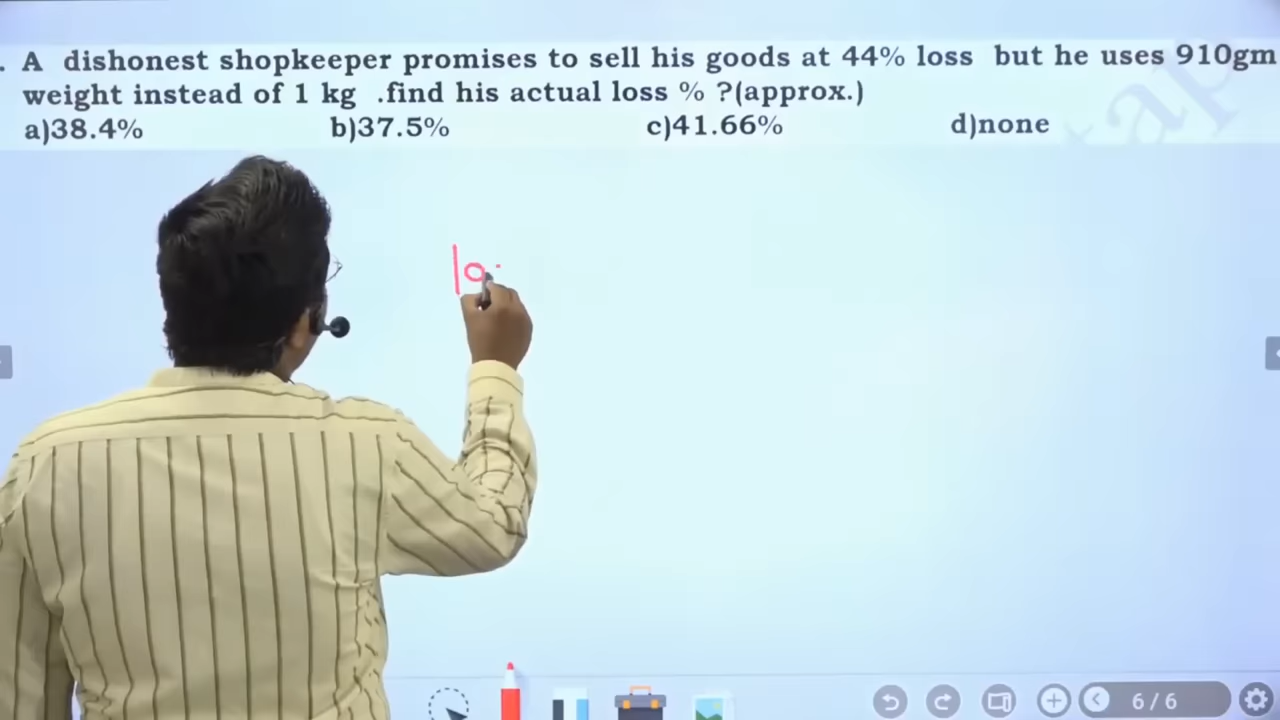 . A dishonest shopkeeper promises to sell his goods at 44% loss but he uses 910gm
weight instead of 1 kg .find his actual loss % ?(approx.)
a)38.4% b)37.5% c)41.66% d)none
10
6 / 6